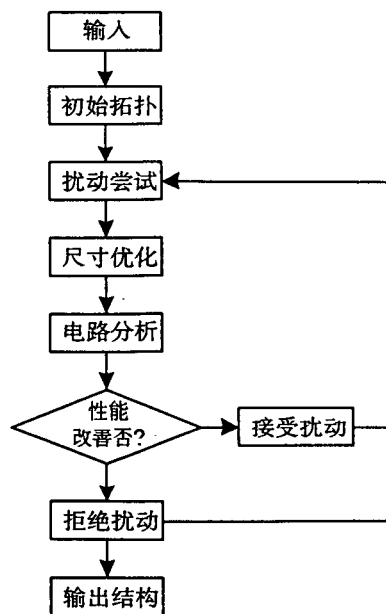 输入
初始拓扑
扰动尝试
尺寸优化
电路分析
性能
改善否?
接受扰动
拒绝扰动
输出结构